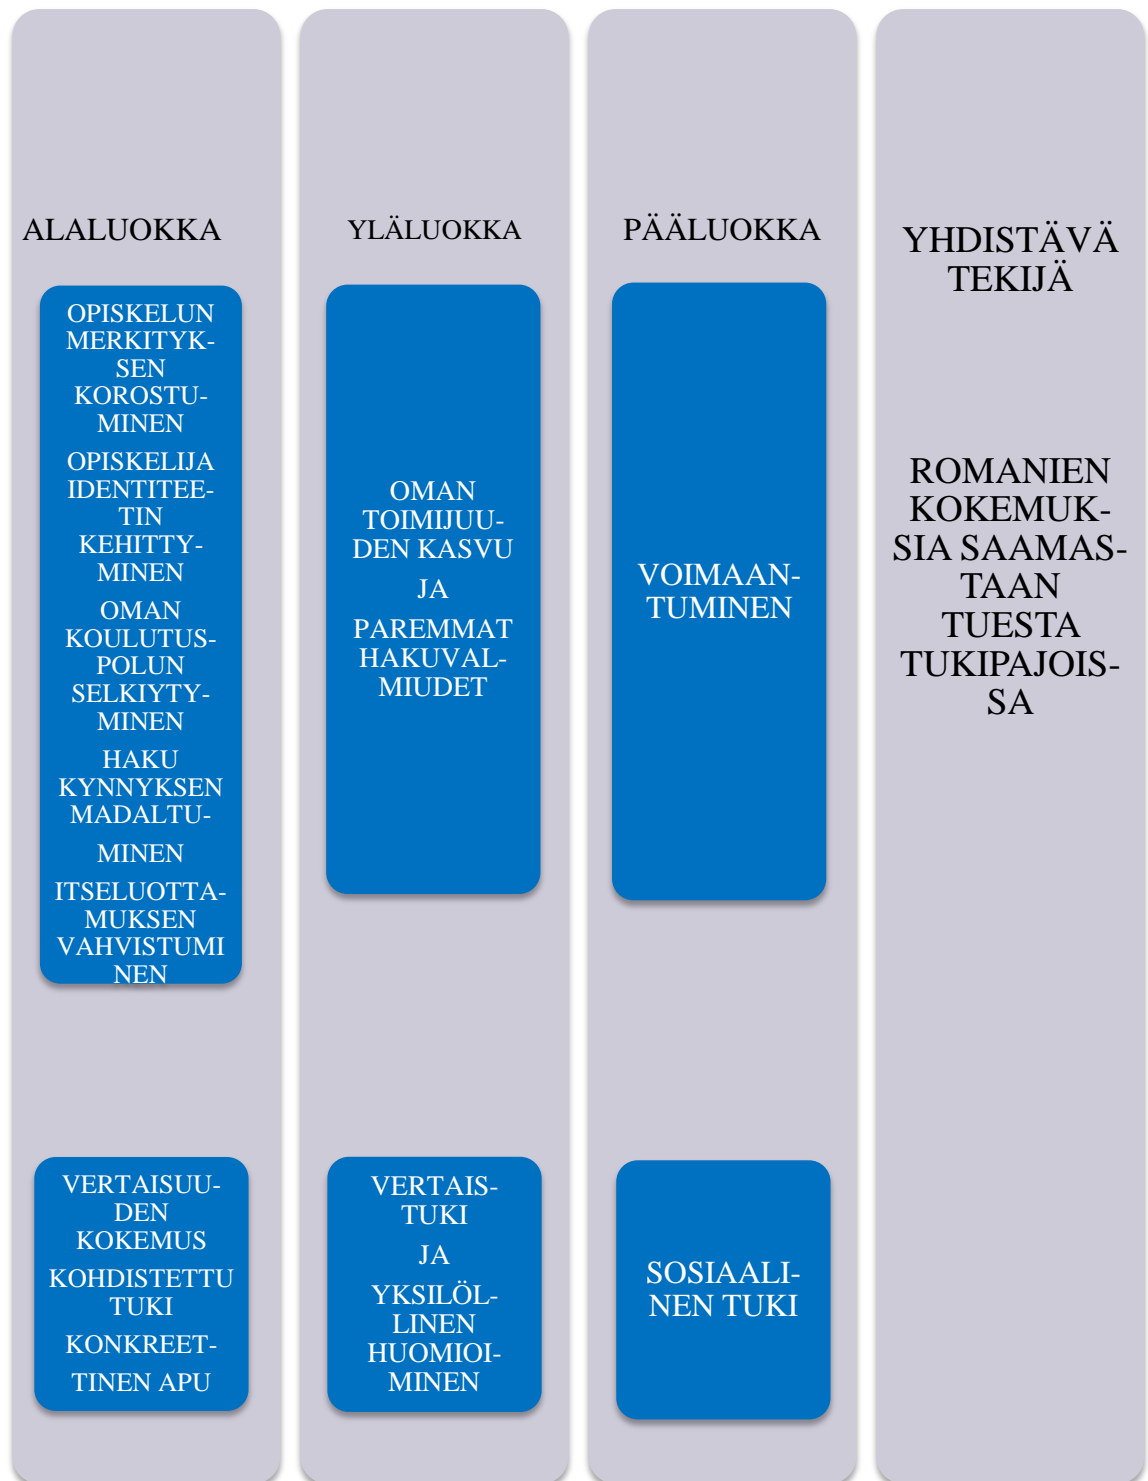 ALALUOKKA
OPISKELUN
MERKITYK-
SEN
KOROSTU-
MINEN
OPISKELIJA
IDENTITEE-
TIN
KEHITTY-
MINEN
OMAN
KOULUTUS-
POLUN
SELKIYTY-
MINEN
HAKU
KYNNYKSEN
MADALTU-
MINEN
ITSELUOTTA-
MUKSEN
VAHVISTUMI
NEN
VERTAISUU-
DEN
KOKEMUS
KOHDISTETTU
TUKI
KONKREET-
TINEN APU
YLÄLUOKKA
OMAN
TOIMIJUU-
DEN KASVU
JA
PAREMMAT
HAKUVAL-
MIUDET
VERTAIS-
TUKI
JA
YKSILÖL-
LINEN
HUOMIOI-
MINEN
PÄÄLUOKKA
VOIMAAN-
TUMINEN
SOSIAALI-
NEN TUKI
YHDISTÄVÄ
TEKIJÄ
ROMANIEN
KOKEMUK-
SIA SAAMAS-
TAAN
TUESTA
TUKIPAJOIS-
SA